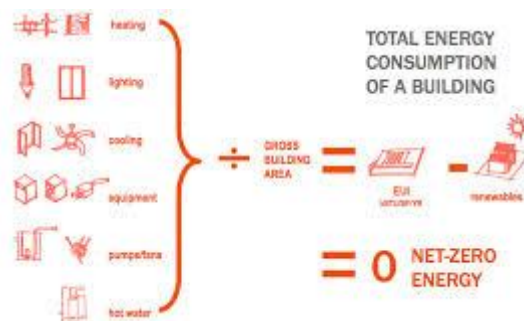 heating
lighting
cooling
equipment
pumps/fans
hot water
÷
GROSS
BUILDING
AREA
=
TOTAL ENERGY
CONSUMPTION
OF A BUILDING
EUI
-
renewables
= 0 NET-ZERO
ENERGY